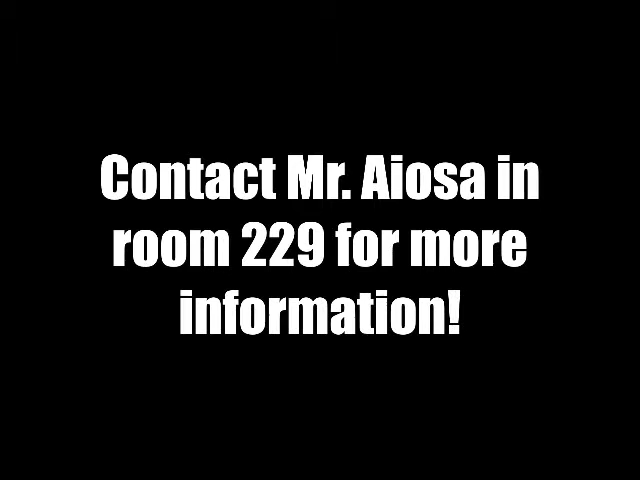 Contact Mr. Aiosa in
room 229 for more
information!